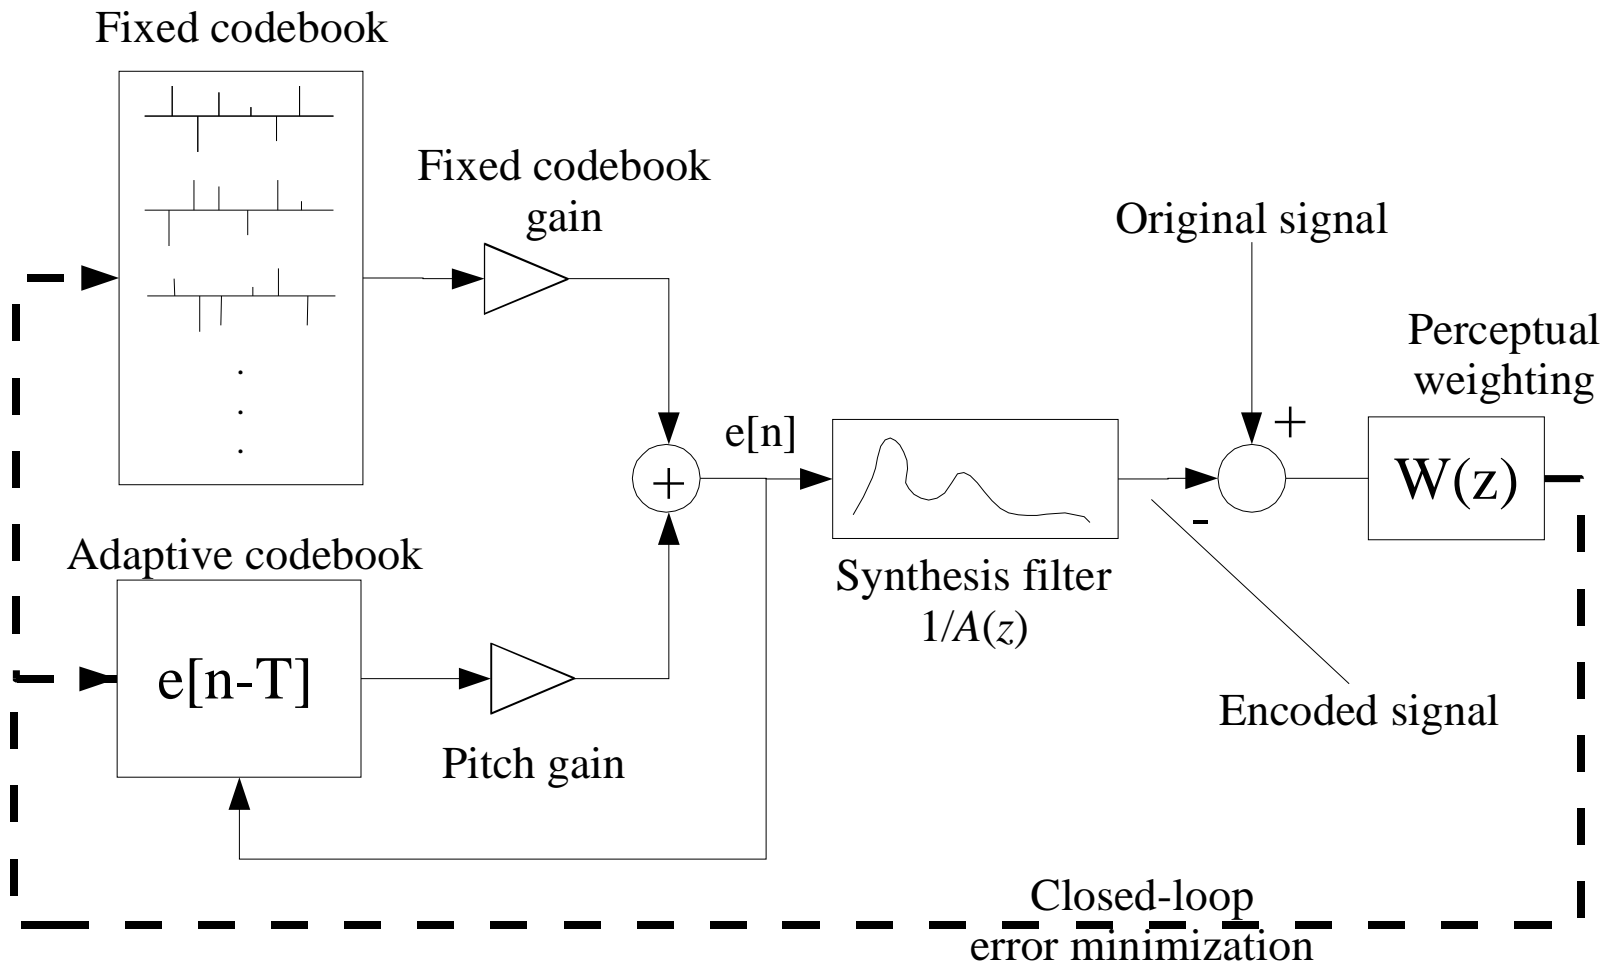 Fixed codebook
Fixed codebook
gain
Original signal
Perceptual
weighting
+
e[n]
+
W(z)
-
Adaptive codebook
Synthesis filter
1/A(z)
e[n-T]
Encoded signal
Pitch gain
Closed-loop
error minimization